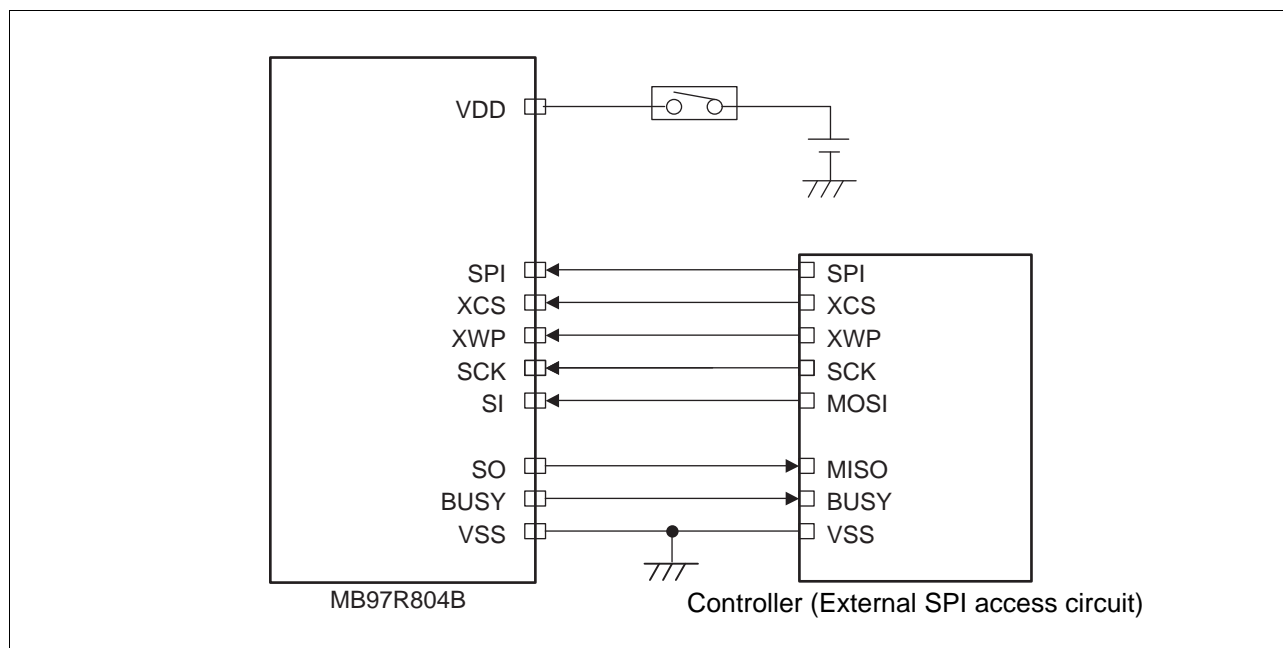 VDD
SPI SPI
XCS XCS
XWP XWP
SCK SCK
SI MOSI
SO MISO
BUSY BUSY
VSS VSS
MB97R804B
Controller (External SPI access circuit)